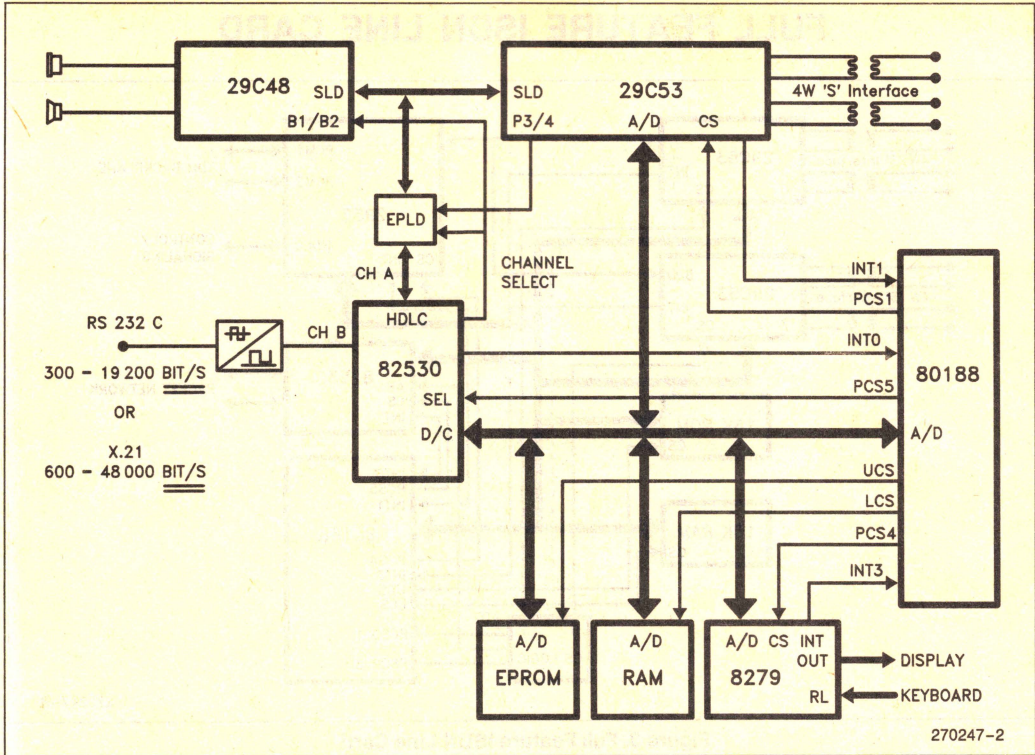 29C48
SLD
B1/B2
29C53
SLD
P3/4
A/D
CS
4W 'S' Interface
EPLD
CH A
CHANNEL
SELECT
INT1
PCS1
HDLC
82530
SEL
D/C
INT0
PCS5
80188
A/D
RS 232 C
CH B
300 - 19 200 BIT/S
OR
X.21
600 - 48 000 BIT/S
UCS
LCS
PCS4
INT3
A/D
EPROM
A/D
RAM
A/D CS INT
OUT
8279
RL
DISPLAY
KEYBOARD
270247-2